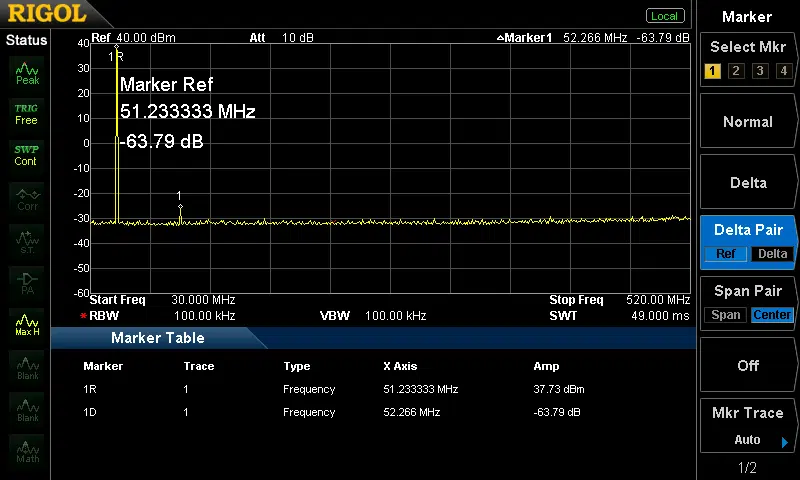 RIGOL
Local
Marker
Status
Ref 40.00 dBm Att 10 dB ▵Marker1 52.266 MHz -63.79 dB
Select Mkr
1 2 3 4
Peak
TRIG
Free
SWP
Cont
Corr
S.T.
PA
Max H
Blank
Blank
Math
40
30
20
10
0
-10
-20
-30
-40
-50
-60
1R
Marker Ref
51.233333 MHz
-63.79 dB
1
Normal
Delta
Delta Pair
Ref Delta
Span Pair
Span Center
Off
Mkr Trace
Auto
1/2
Start Freq 30.000 MHz Stop Freq 520.00 MHz
*RBW 100.00 kHz VBW 100.00 kHz SWT 49.000 ms
Marker Table
Marker Trace Type X Axis Amp
1R 1 Frequency 51.233333 MHz 37.73 dBm
1D 1 Frequency 52.266 MHz -63.79 dB